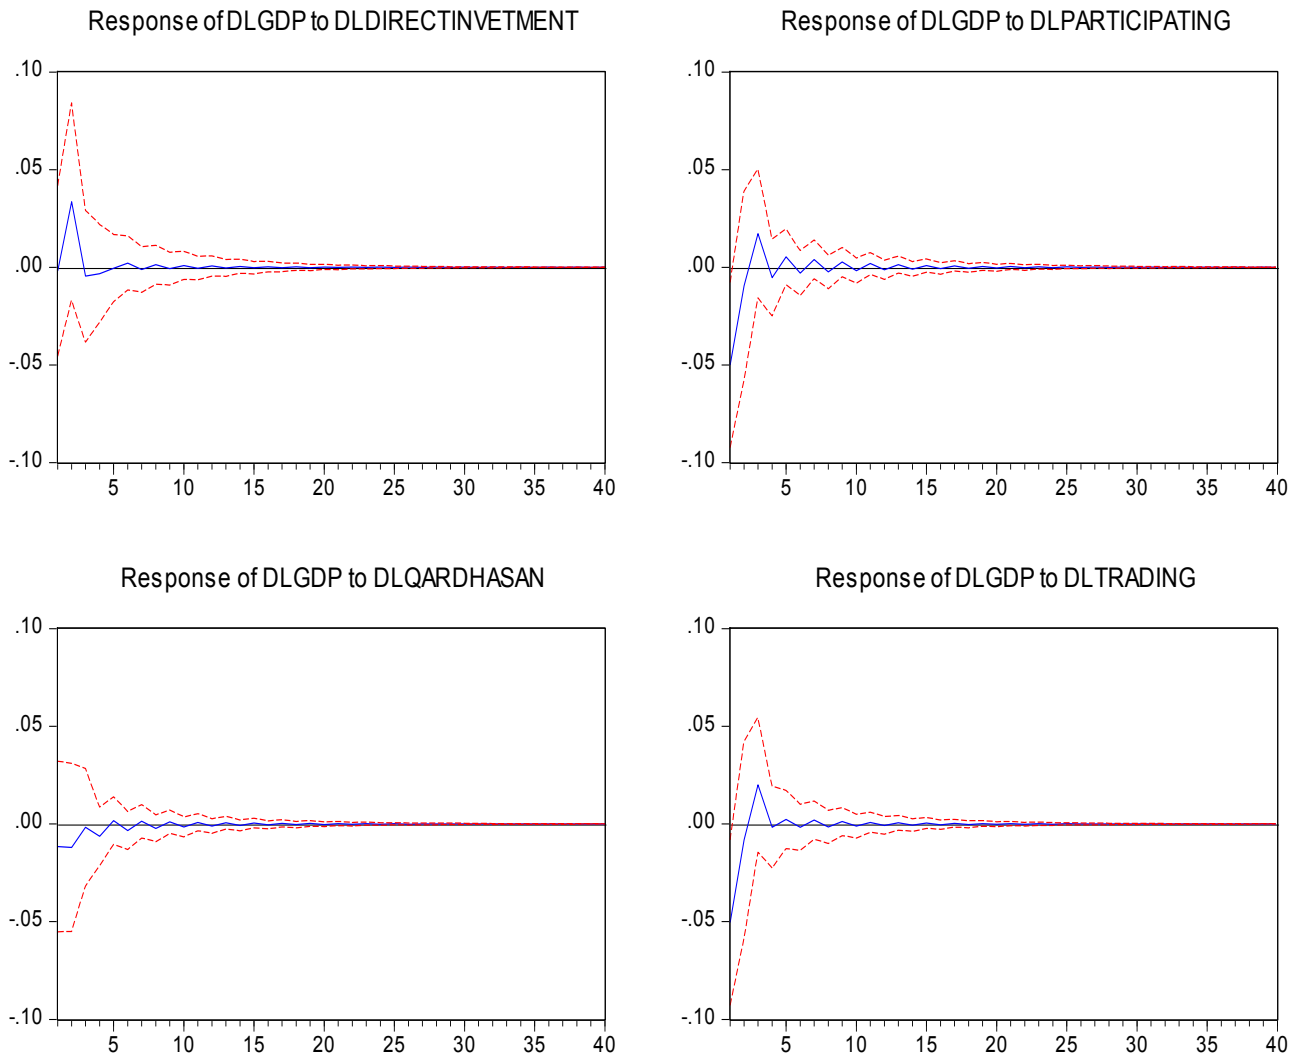 Response of DLGDP to DLDIRECTINVETMENT
.10
.05
.00
-.05
-.10
5 10 15 20 25 30 35 40
Response of DLGDP to DLPARTICIPATING
.10
.05
.00
-.05
-.10
5 10 15 20 25 30 35 40
Response of DLGDP to DLQARDHASAN
.10
.05
.00
-.05
-.10
5 10 15 20 25 30 35 40
Response of DLGDP to DLTRADING
.10
.05
.00
-.05
-.10
5 10 15 20 25 30 35 40